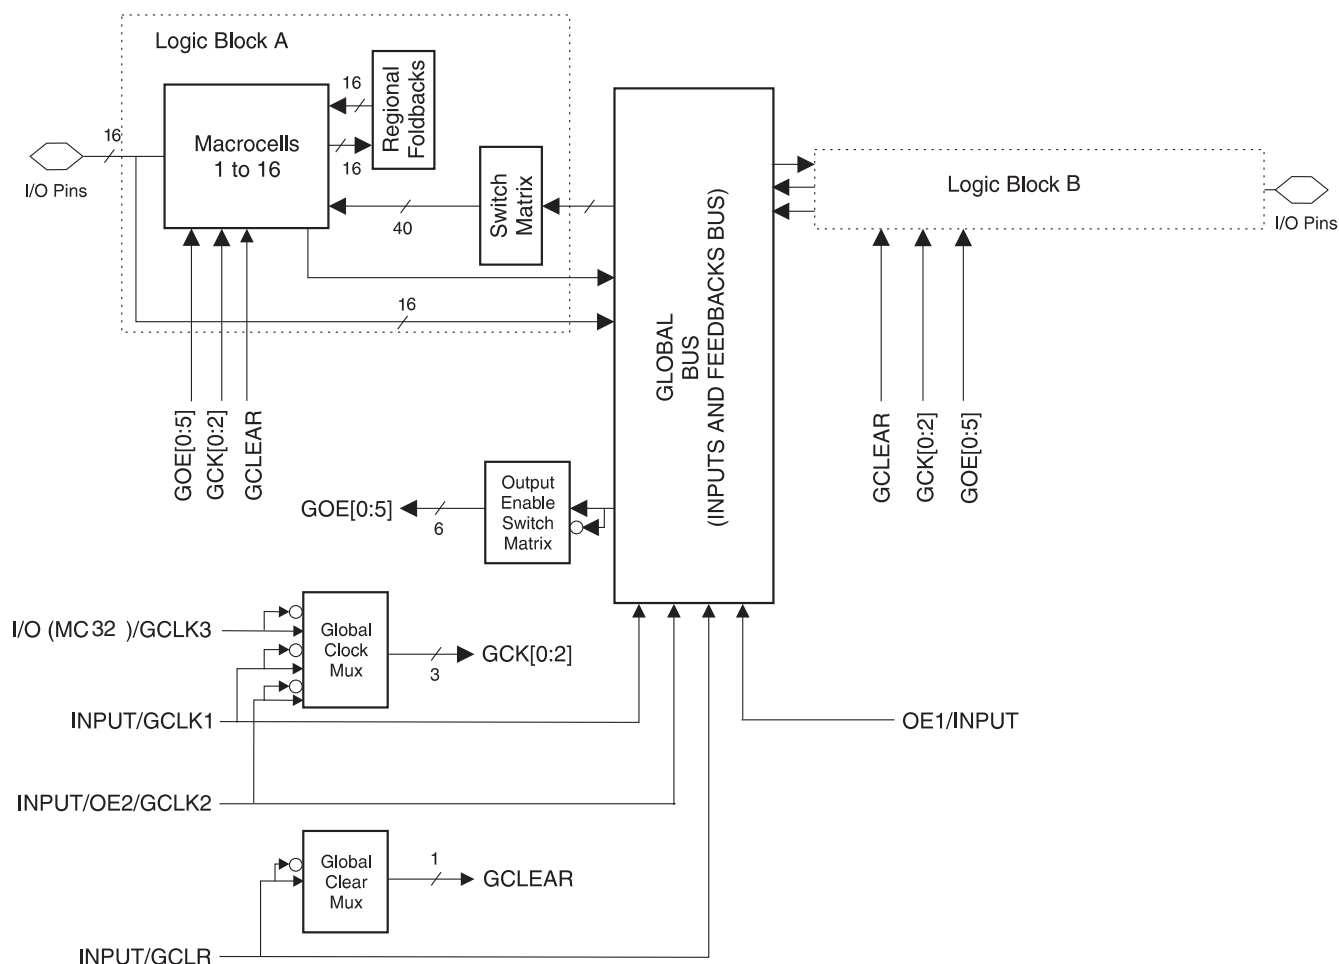 Logic Block A
16
Macrocells
1 to 16
16
16
Regional
Foldbacks
I/O Pins
40
Switch
Matrix
16
GOE[0:5]
GCK[0:2]
GCLEAR
GLOBAL
BUS
(INPUTS AND FEEDBACKS BUS)
Logic Block B
I/O Pins
GCLEAR
GCK[0:2]
GOE[0:5]
GOE[0:5]
6
Output
Enable
Switch
Matrix
I/O (MC32 )/GCLK3
Global
Clock
Mux
3
GCK[0:2]
INPUT/GCLK1
OE1/INPUT
INPUT/OE2/GCLK2
Global
Clear
Mux
1
GCLEAR
INPUT/GCLR